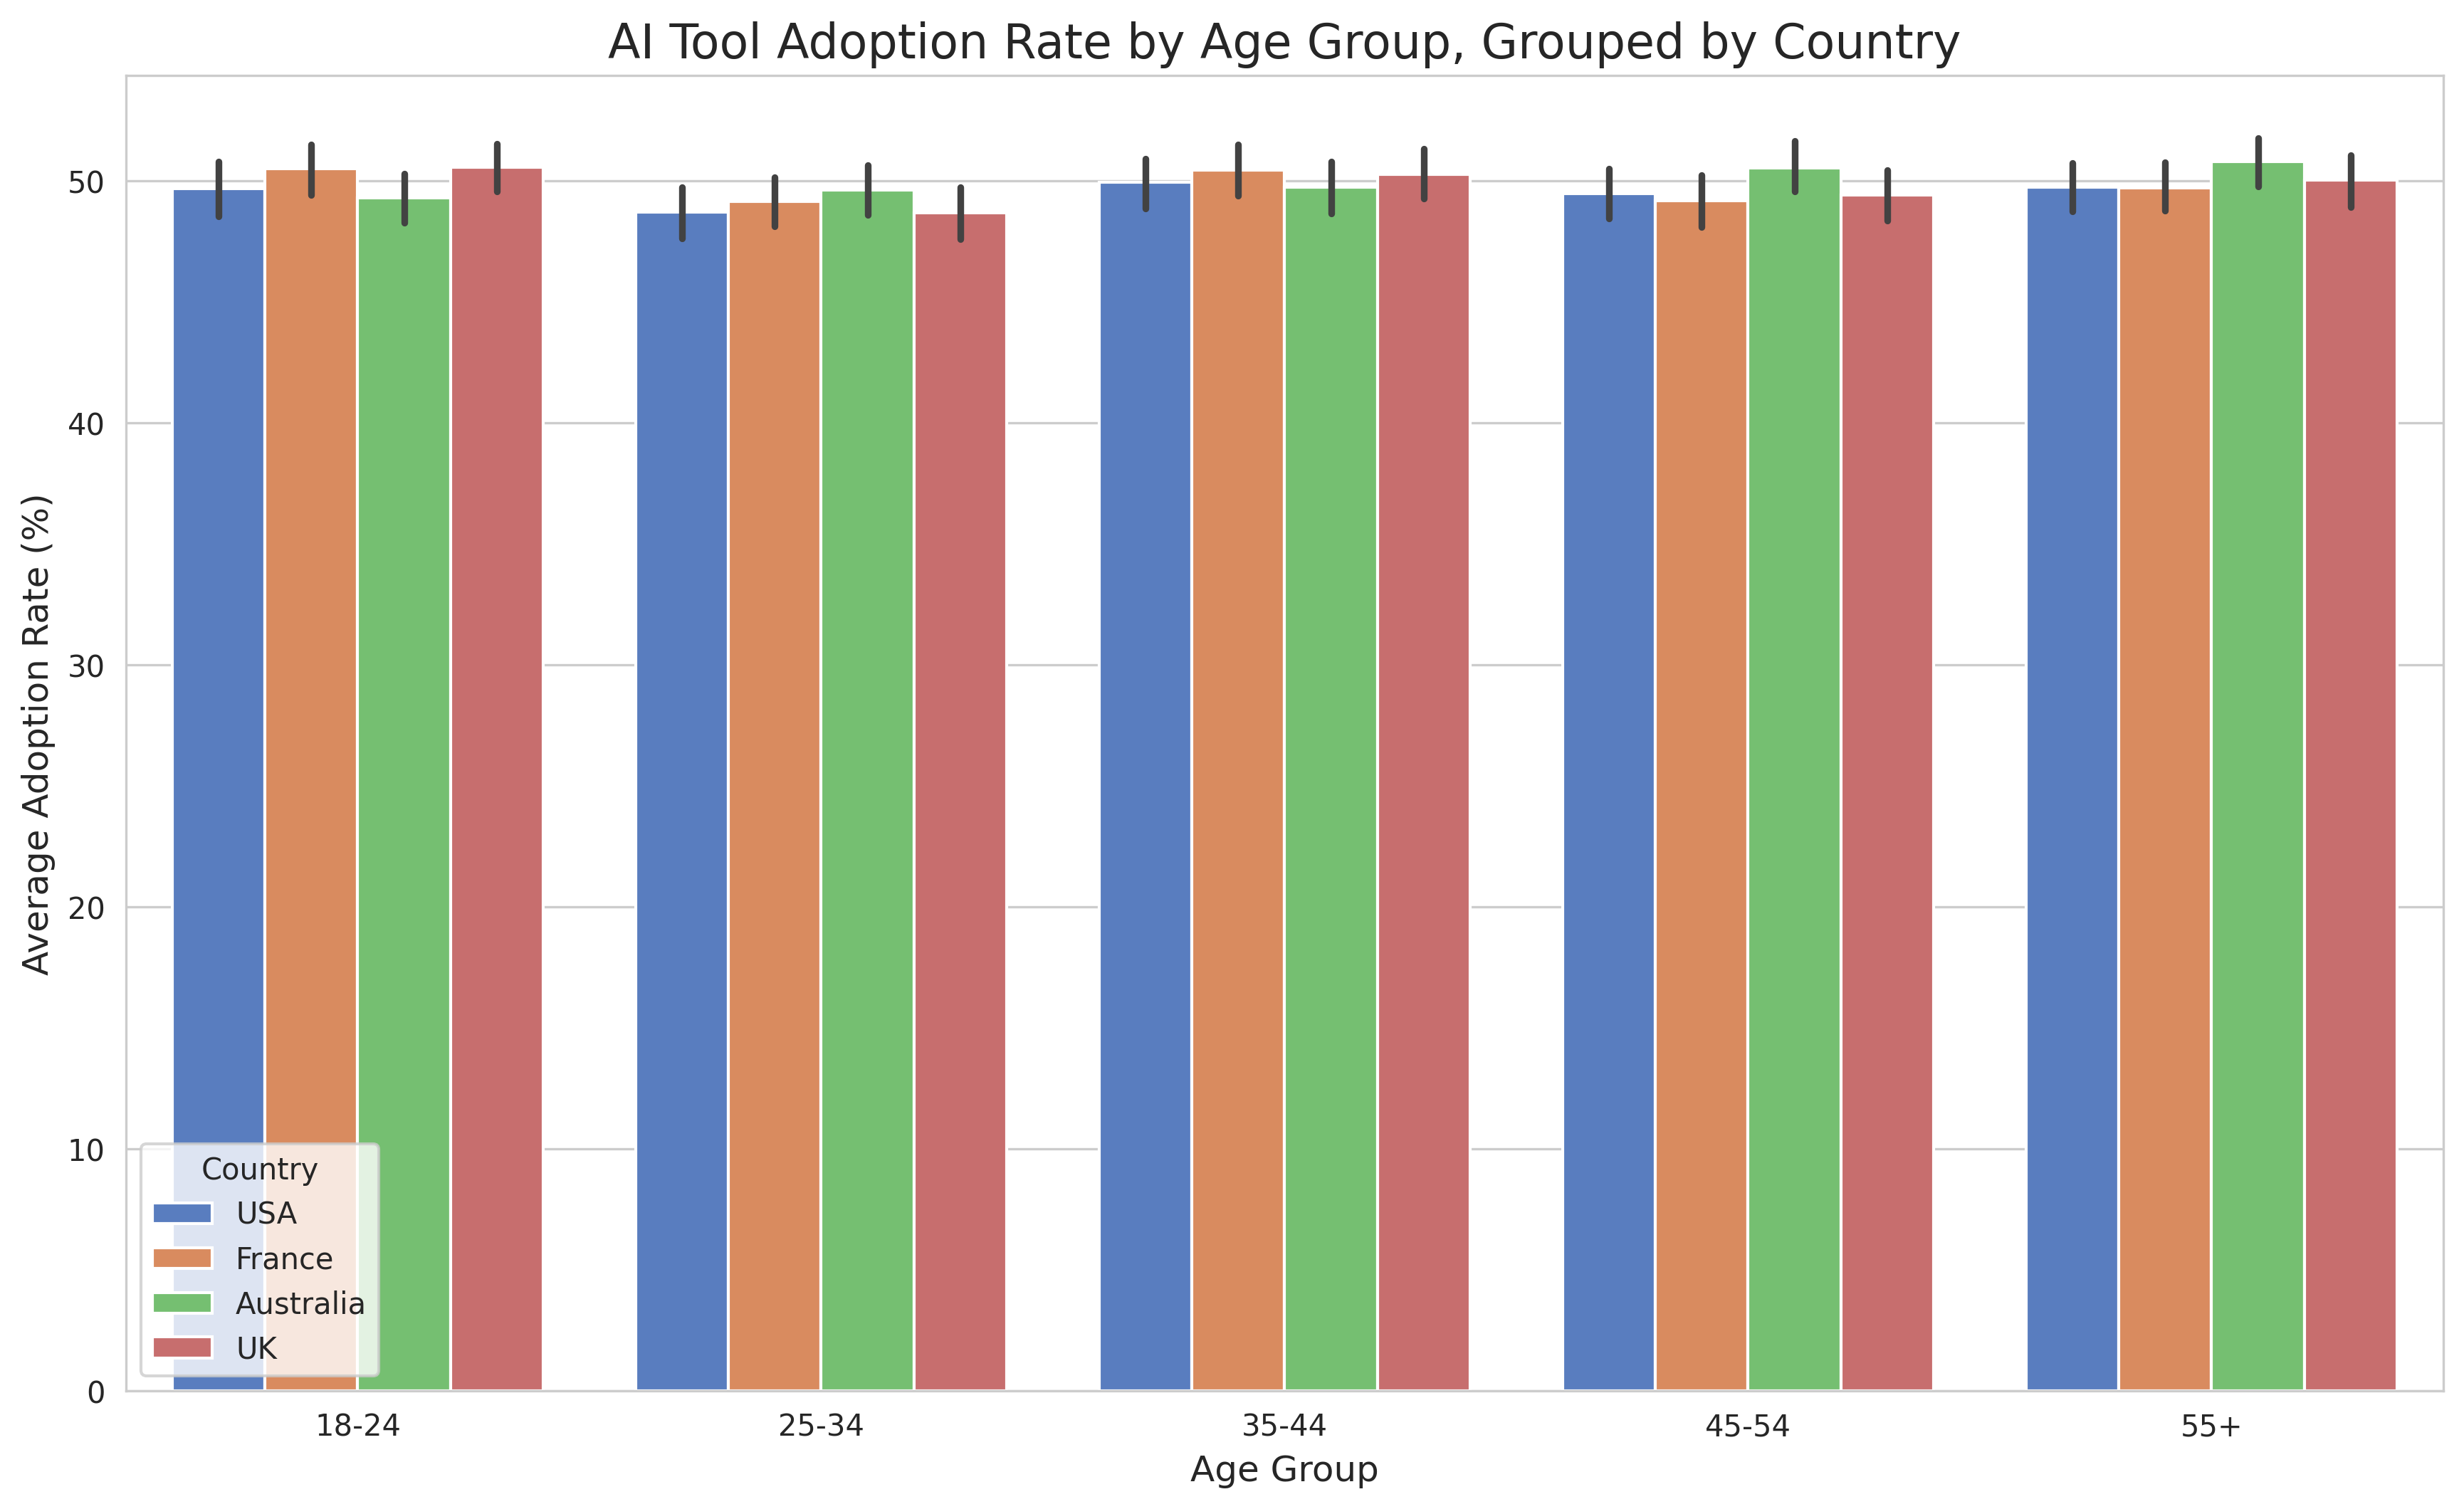 AI Tool Adoption Rate by Age Group, Grouped by Country
Average Adoption Rate (%)
50
40
30
20
10
0
Country
USA
France
Australia
UK
18-24
25-34
35-44
45-54
55+
Age Group